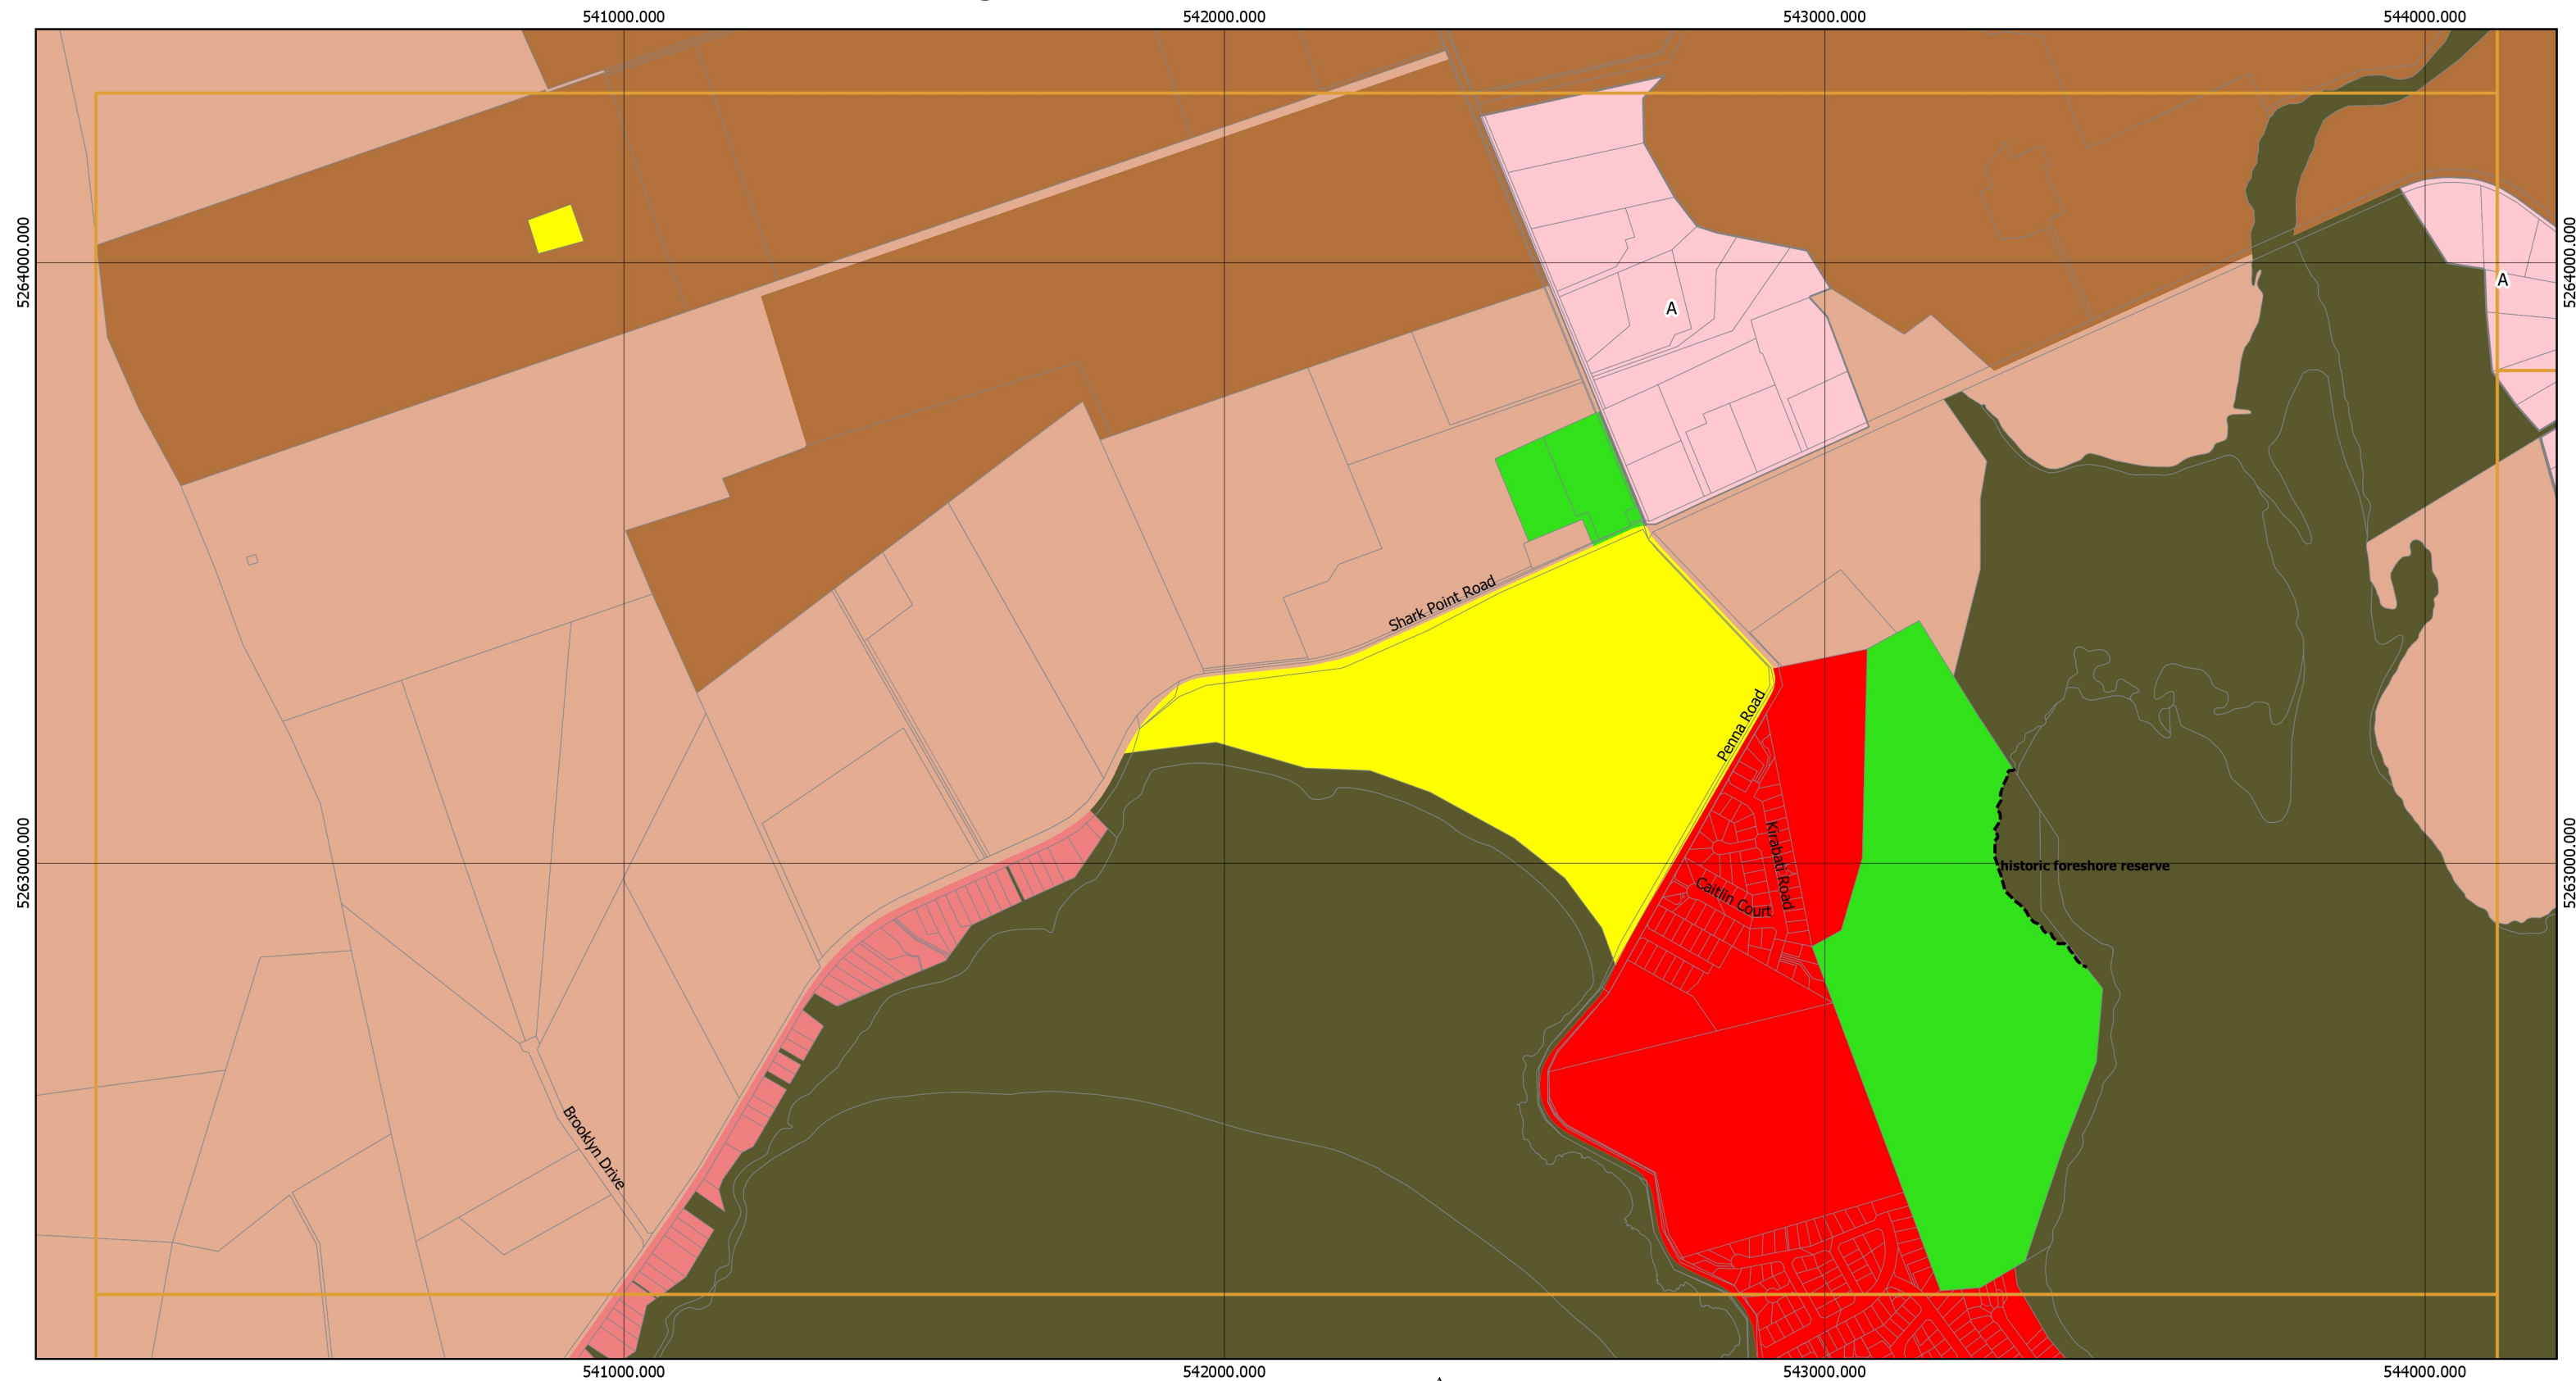 541000.000
542000.000
543000.000
544000.000
5264000.000
5264000.000
A
A
Shark Point Road
Penna Road
Kirabati Road
historic foreshore reserve
5263000.000
5263000.000
Caitlin Court
Brooklyn Drive
541000.000
542000.000
543000.000
544000.000